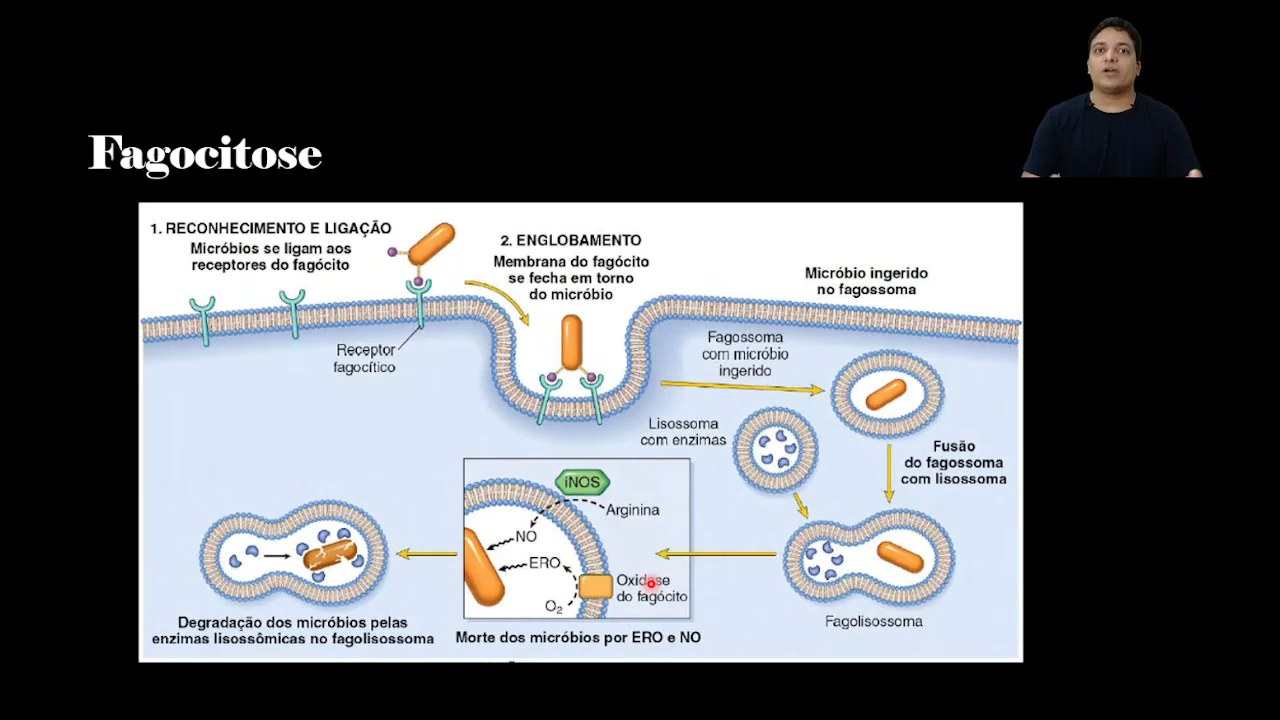 Fagocitose
1. RECONHECIMENTO E LIGAÇÃO
Micróbios se ligam aos
receptores do fagócito
2. ENGLOBAMENTO
Membrana do fagócito
se fecha em torno
do micróbio
Micróbio ingerido
no fagossoma
Receptor
fagocítico
Fagossoma
com micróbio
ingerido
Lisossoma
com enzimas
Fusão
do fagossoma
com lisossoma
iNOS
Arginina
NO
ERO
O₂
Oxidase
do fagócito
Fagolisossoma
Degradação dos micróbios pelas
enzimas lisossômicas no fagolisossoma
Morte dos micróbios por ERO e NO